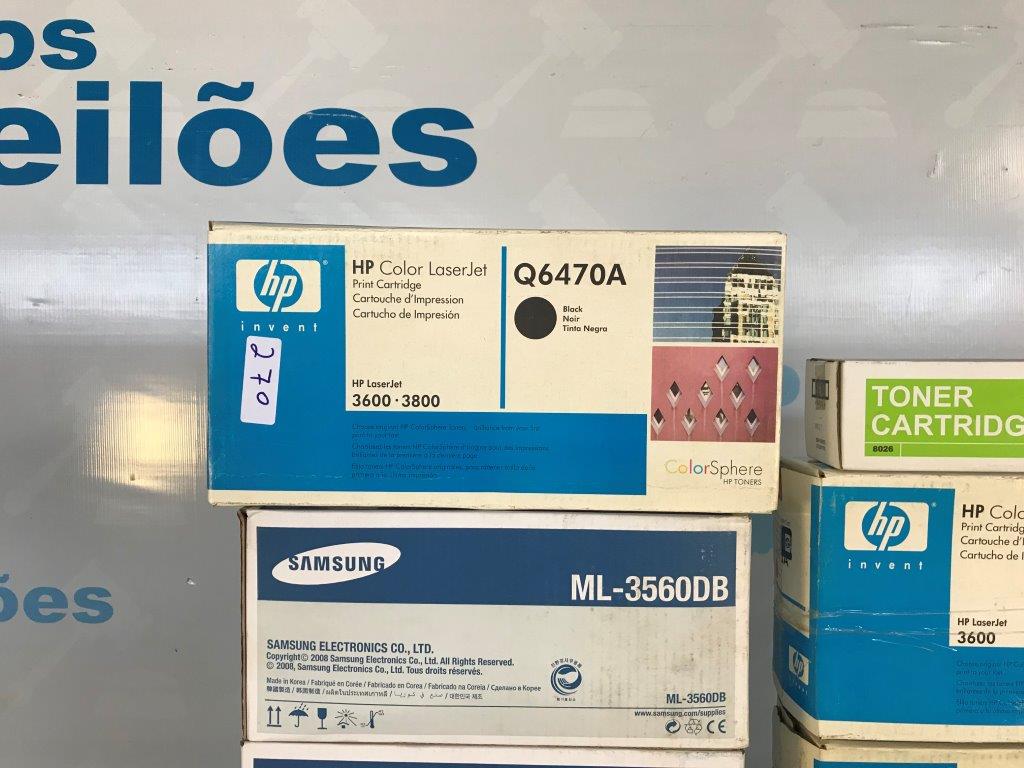 os
eilões
ões
hp
invent
270
HP Color LaserJet
Print Cartridge
Cartouche d'Impression
Cartucho de Impresión
HP LaserJet
3600 · 3800
Q6470A
Black
Noir
Tinta Negra
ColorSphere
HP TONERS
SAMSUNG
ML-3560DB
SAMSUNG ELECTRONICS CO., LTD.
Copyright© 2008 Samsung Electronics Co., Ltd. All Rights Reserved.
© 2008, Samsung Electronics Co., Ltd. Tous droits réservés.
Made in Korea / Fabriqué en Corée / Fabricado en Corea / Fabricado na Coreia / Сделано в Корее
ML-3560DB
www.samsung.com/supplies
CE
TONER
CARTRIDG
8026
hp
invent
HP Colo
Print Cartridg
Cartouche d'I
Cartucho de I
HP LaserJet
3600
hp